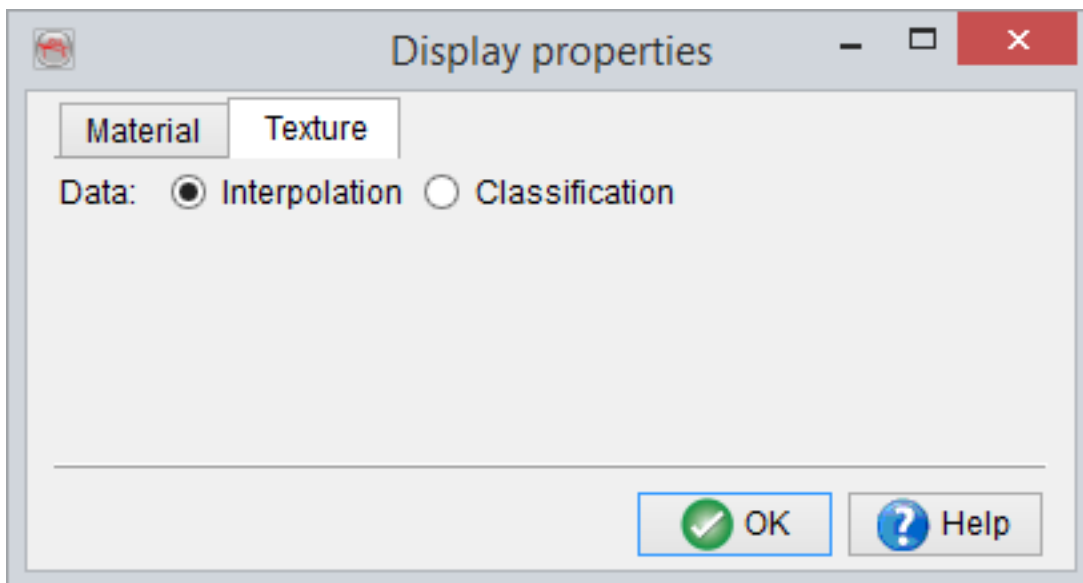 Display properties
Material Texture
Data: Interpolation Classification
OK Help